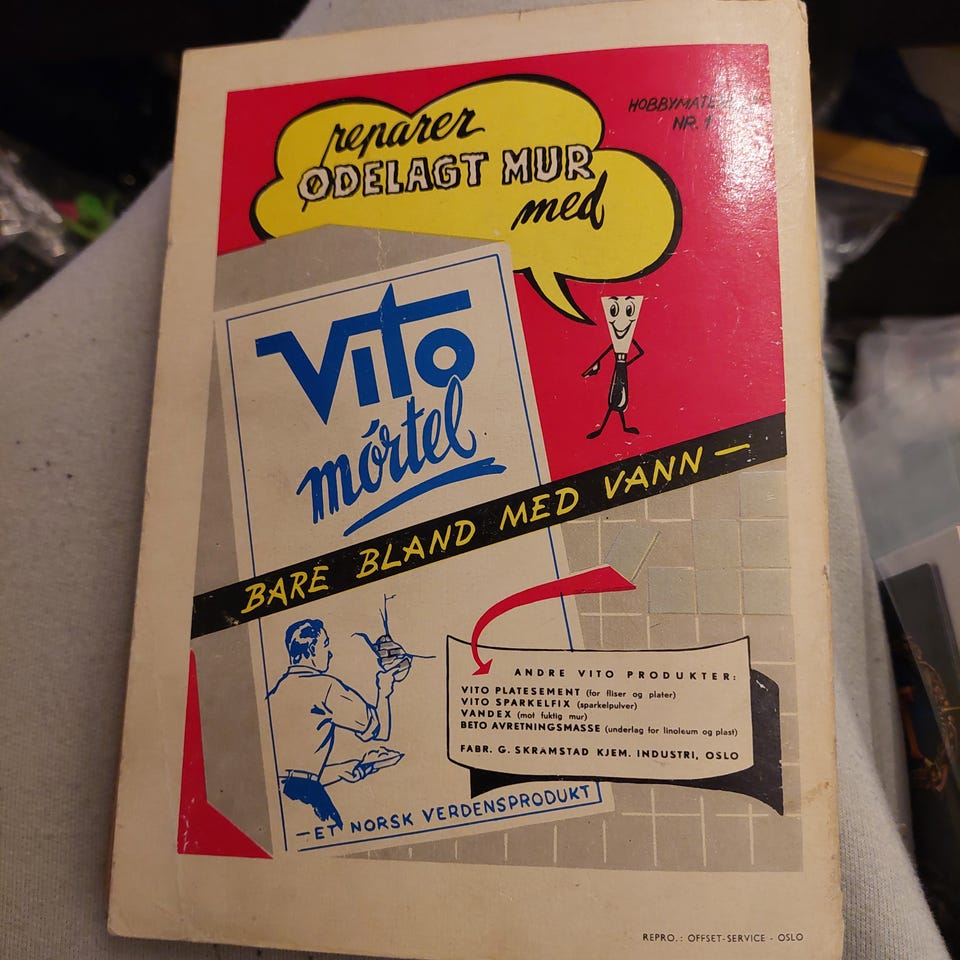 reparer
ØDELAGT MUR
med
NR. 1
Vito
mörtel
BARE BLAND MED VANN —
ANDRE VITO PRODUKTER:
VITO PLATESEMENT (for fliser og plater)
VITO SPARKELFIX (sparkelpulver)
VANDEX (mot fuktig mur)
BETO AVRETNINGSMASSE (underlag for linoleum og plast)
FABR. G. SKRAMSTAD KJEM. INDUSTRI, OSLO
—ET NORSK VERDENSPRODUKT
REPRO.: OFFSET-SERVICE - OSLO